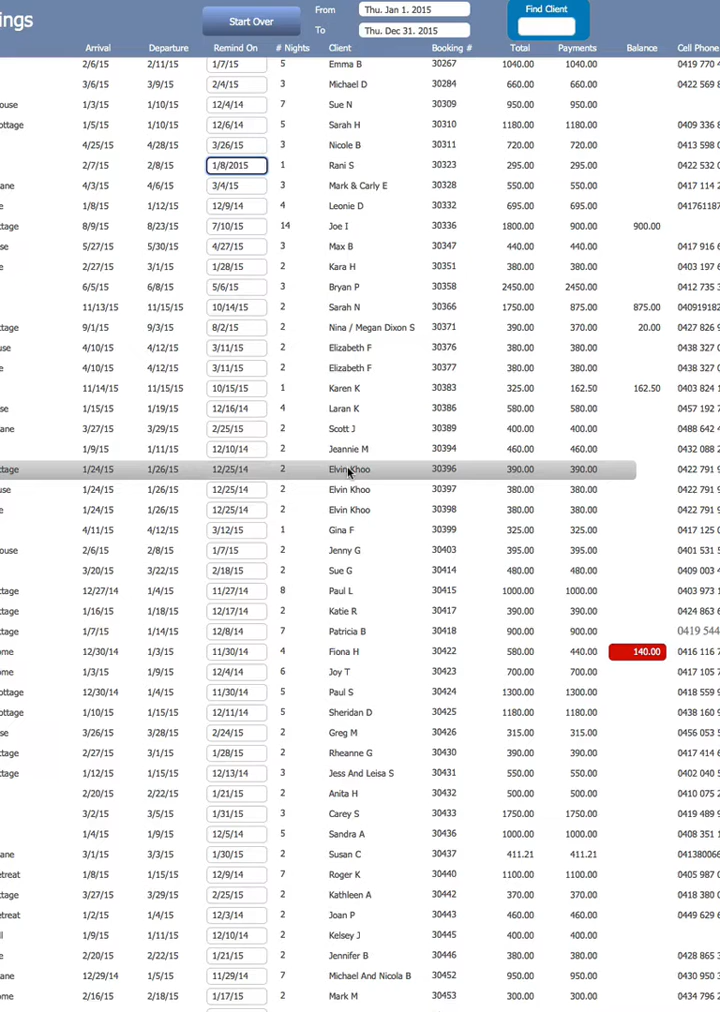 ings Start Over From Thu. Jan 1. 2015 Find Client
To Thu. Dec 31. 2015
Arrival Departure Remind On # Nights Client Booking # Total Payments Balance Cell Phone
2/6/15 2/11/15 1/7/15 5 Emma B 30267 1040.00 1040.00 0419 770 4
3/6/15 3/9/15 2/4/15 3 Michael D 30284 660.00 660.00 0422 569 8
ouse 1/3/15 1/10/15 12/4/14 7 Sue N 30309 950.00 950.00
ottage 1/5/15 1/10/15 12/6/14 5 Sarah H 30310 1180.00 1180.00 0409 336 8
4/25/15 4/28/15 3/26/15 3 Nicole B 30311 720.00 720.00 0413 598 0
2/7/15 2/8/15 1/8/2015 1 Rani S 30323 295.00 295.00 0422 532 0
ane 4/3/15 4/6/15 3/4/15 3 Mark & Carly E 30328 550.00 550.00 0417 114 2
e 1/8/15 1/12/15 12/9/14 4 Leonie D 30332 695.00 695.00 041761187
ottage 8/9/15 8/23/15 7/10/15 14 Joe I 30336 1800.00 900.00 900.00
se 5/27/15 5/30/15 4/27/15 3 Max B 30347 440.00 440.00 0417 916 6
e 2/27/15 3/1/15 1/28/15 2 Kara H 30351 380.00 380.00 0403 197 6
6/5/15 6/8/15 5/6/15 3 Bryan P 30358 2450.00 2450.00 0412 735 3
11/13/15 11/15/15 10/14/15 2 Sarah N 30366 1750.00 875.00 875.00 040919182
ttage 9/1/15 9/3/15 8/2/15 2 Nina / Megan Dixon S 30371 390.00 370.00 20.00 0427 826 9
use 4/10/15 4/12/15 3/11/15 2 Elizabeth F 30376 380.00 380.00 0438 327 0
e 4/10/15 4/12/15 3/11/15 2 Elizabeth F 30377 380.00 380.00 0438 327 0
11/14/15 11/15/15 10/15/15 1 Karen K 30383 325.00 162.50 162.50 0403 824 1
se 1/15/15 1/19/15 12/16/14 4 Laran K 30386 580.00 580.00 0457 192 7
ane 3/27/15 3/29/15 2/25/15 2 Scott J 30389 400.00 400.00 0488 642 4
1/9/15 1/11/15 12/10/14 2 Jeannie M 30394 460.00 460.00 0432 088 2
ttage 1/24/15 1/26/15 12/25/14 2 Elvin Khoo 30396 390.00 390.00 0422 791 9
use 1/24/15 1/26/15 12/25/14 2 Elvin Khoo 30397 380.00 380.00 0422 791 9
e 1/24/15 1/26/15 12/25/14 2 Elvin Khoo 30398 380.00 380.00 0422 791 9
4/11/15 4/12/15 3/12/15 1 Gina F 30399 325.00 325.00 0417 125 0
ouse 2/6/15 2/8/15 1/7/15 2 Jenny G 30403 395.00 395.00 0401 531 5
3/20/15 3/22/15 2/18/15 2 Sue G 30414 480.00 480.00 0409 003 4
ttage 12/27/14 1/4/15 11/27/14 8 Paul L 30415 1000.00 1000.00 0403 973 1
ttage 1/16/15 1/18/15 12/17/14 2 Katie R 30417 390.00 390.00 0424 863 6
ttage 1/7/15 1/14/15 12/8/14 7 Patricia B 30418 900.00 900.00 0419 544
ome 12/30/14 1/3/15 11/30/14 4 Fiona H 30422 580.00 440.00 140.00 0416 116 7
ome 1/3/15 1/9/15 12/4/14 6 Joy T 30423 700.00 700.00 0417 105 7
ottage 12/30/14 1/4/15 11/30/14 5 Paul S 30424 1300.00 1300.00 0418 559 9
ottage 1/10/15 1/15/15 12/11/14 5 Sheridan D 30425 1180.00 1180.00 0438 160 9
se 3/26/15 3/28/15 2/24/15 2 Greg M 30426 315.00 315.00 0456 053 5
ttage 2/27/15 3/1/15 1/28/15 2 Rheanne G 30430 390.00 390.00 0417 414 6
ttage 1/12/15 1/15/15 12/13/14 3 Jess And Leisa S 30431 550.00 550.00 0402 040 5
2/20/15 2/22/15 1/21/15 2 Anita H 30432 500.00 500.00 0410 075 2
3/2/15 3/5/15 1/31/15 3 Carey S 30433 1750.00 1750.00 0419 489 9
1/4/15 1/9/15 12/5/14 5 Sandra A 30436 1000.00 1000.00 0408 351 1
ane 3/1/15 3/3/15 1/30/15 2 Susan C 30437 411.21 411.21 04138006
etreat 1/8/15 1/15/15 12/9/14 7 Roger K 30440 1100.00 1100.00 0405 987 0
ttage 3/27/15 3/29/15 2/25/15 2 Kathleen A 30442 370.00 370.00 0418 380 0
etreat 1/2/15 1/4/15 12/3/14 2 Joan P 30443 460.00 460.00 0449 629 6
ll 1/9/15 1/11/15 12/10/14 2 Kelsey J 30445 400.00 400.00
e 2/20/15 2/22/15 1/21/15 2 Jennifer B 30446 380.00 380.00 0428 865 3
ane 12/29/14 1/5/15 11/29/14 7 Michael And Nicola B 30452 950.00 950.00 0430 950 3
ome 2/16/15 2/18/15 1/17/15 2 Mark M 30453 300.00 300.00 0434 796 2